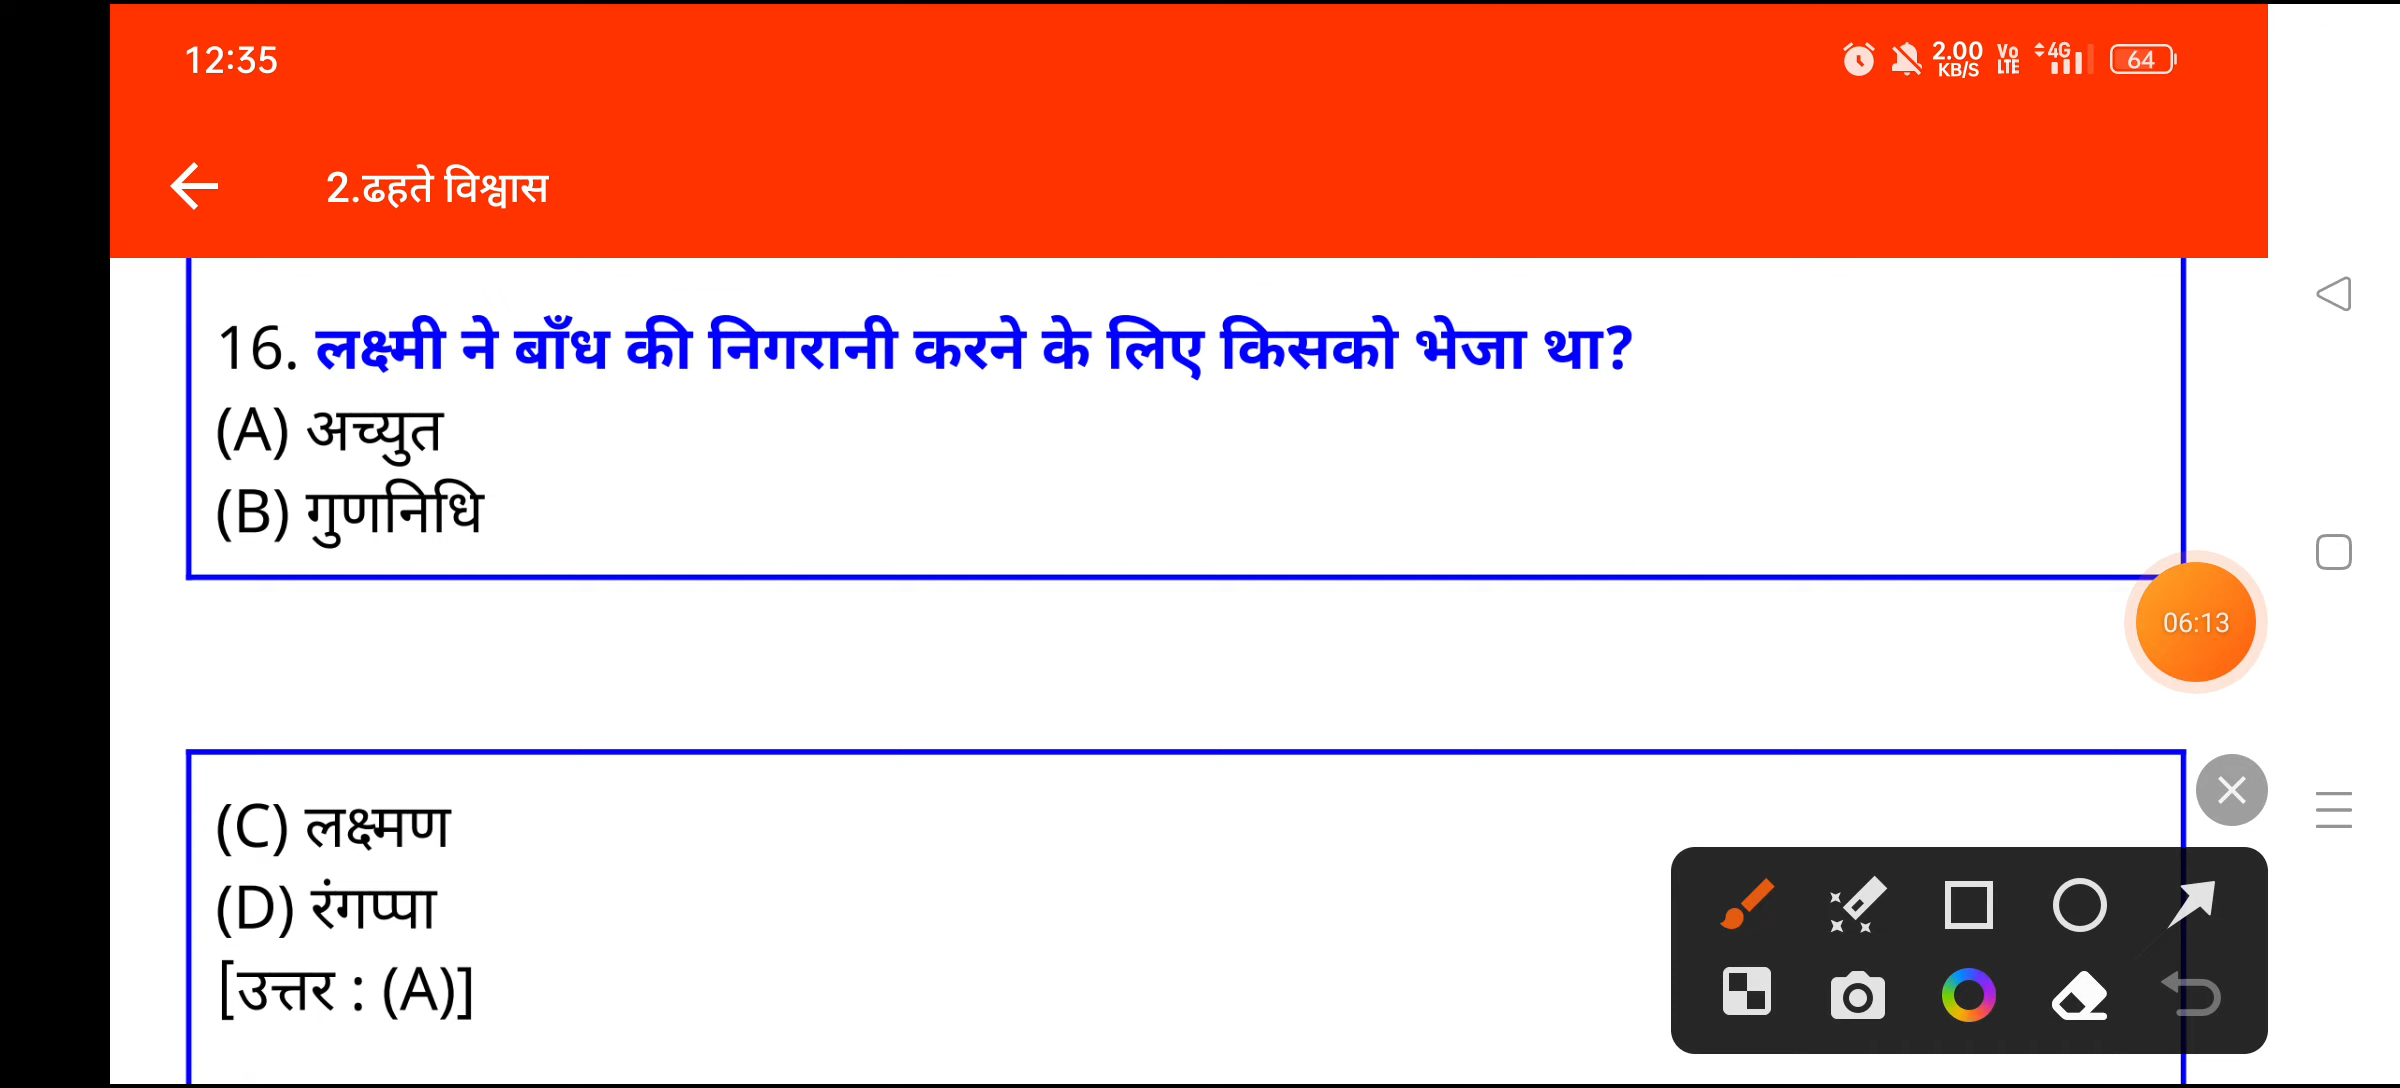 12:35
2.00 KB/S Vo LTE 4G 64
2.ढहते विश्वास
16. लक्ष्मी ने बाँध की निगरानी करने के लिए किसको भेजा था?
(A) अच्युत
(B) गुणनिधि
06:13
(C) लक्ष्मण
(D) रंगप्पा
[उत्तर : (A)]